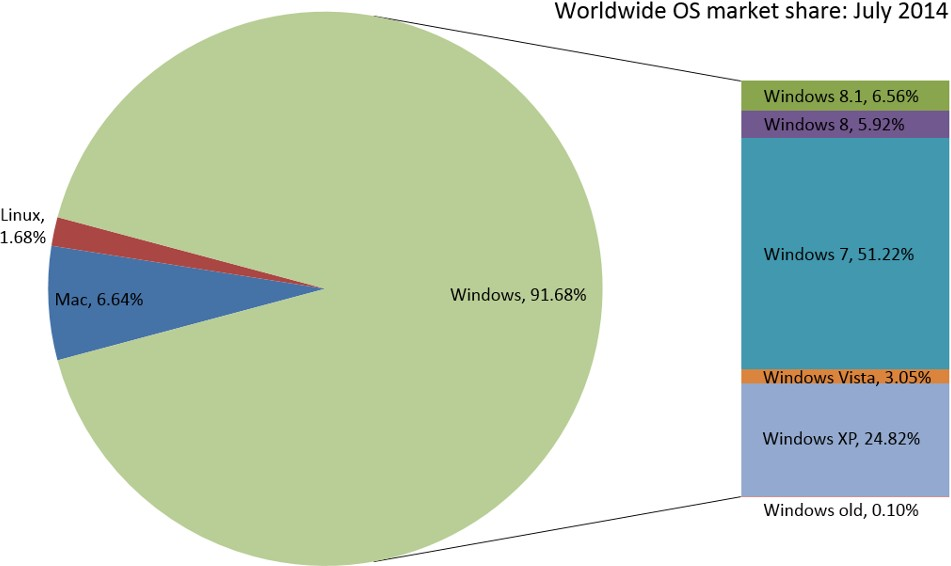 Worldwide OS market share: July 2014
Windows 8.1, 6.56%
Windows 8, 5.92%
Linux,
1.68%
Windows 7, 51.22%
Mac, 6.64%
Windows, 91.68%
Windows Vista, 3.05%
Windows XP, 24.82%
Windows old, 0.10%